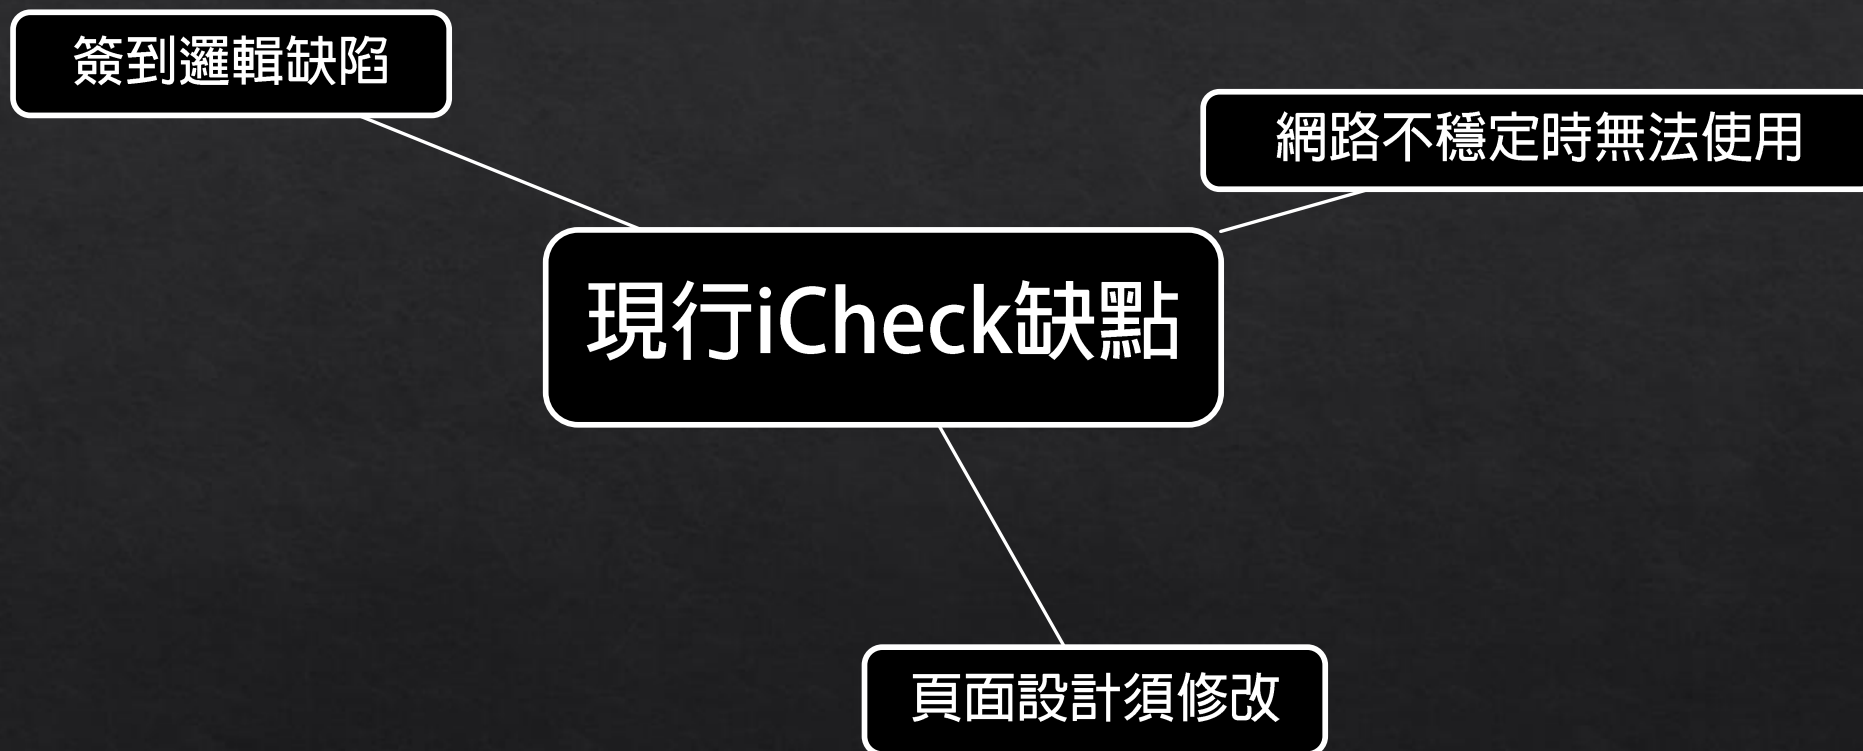 簽到邏輯缺陷
網路不穩定時無法使用
現行iCheck缺點
頁面設計須修改